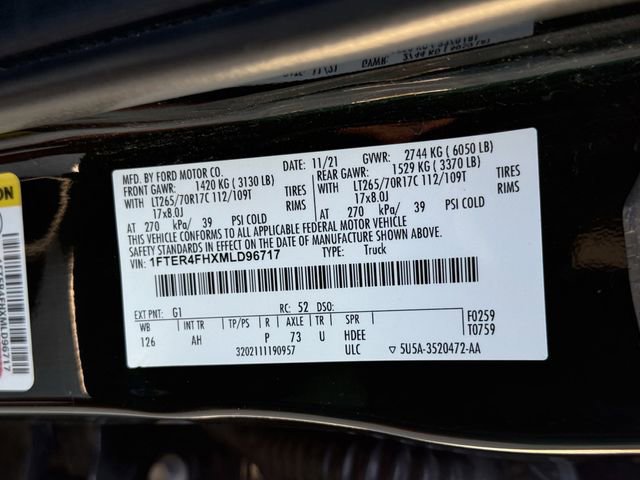 MFD. BY FORD MOTOR CO. DATE: 11/21 GVWR: 2744 KG ( 6050 LB)
FRONT GAWR: 1420 KG ( 3130 LB) REAR GAWR: 1529 KG ( 3370 LB)
WITH LT265/70R17C 112/109T TIRES WITH LT265/70R17C 112/109T TIRES
17x8.0J RIMS 17x8.0J RIMS
AT 270 kPa/ 39 PSI COLD AT 270 kPa/ 39 PSI COLD
THIS VEHICLE CONFORMS TO ALL APPLICABLE FEDERAL MOTOR VEHICLE
SAFETY STANDARDS IN EFFECT ON THE DATE OF MANUFACTURE SHOWN ABOVE.
VIN: 1FTER4FHXMLD96717 TYPE: Truck
EXT PNT: G1 RC: 52 DSO:
WB INT TR TP/PS R AXLE TR SPR F0259
126 AH P 73 U HDEE T0759
3202111190957 ULC ▽ 5U5A-3520472-AA
ON
1FTER4FHXMLD96717